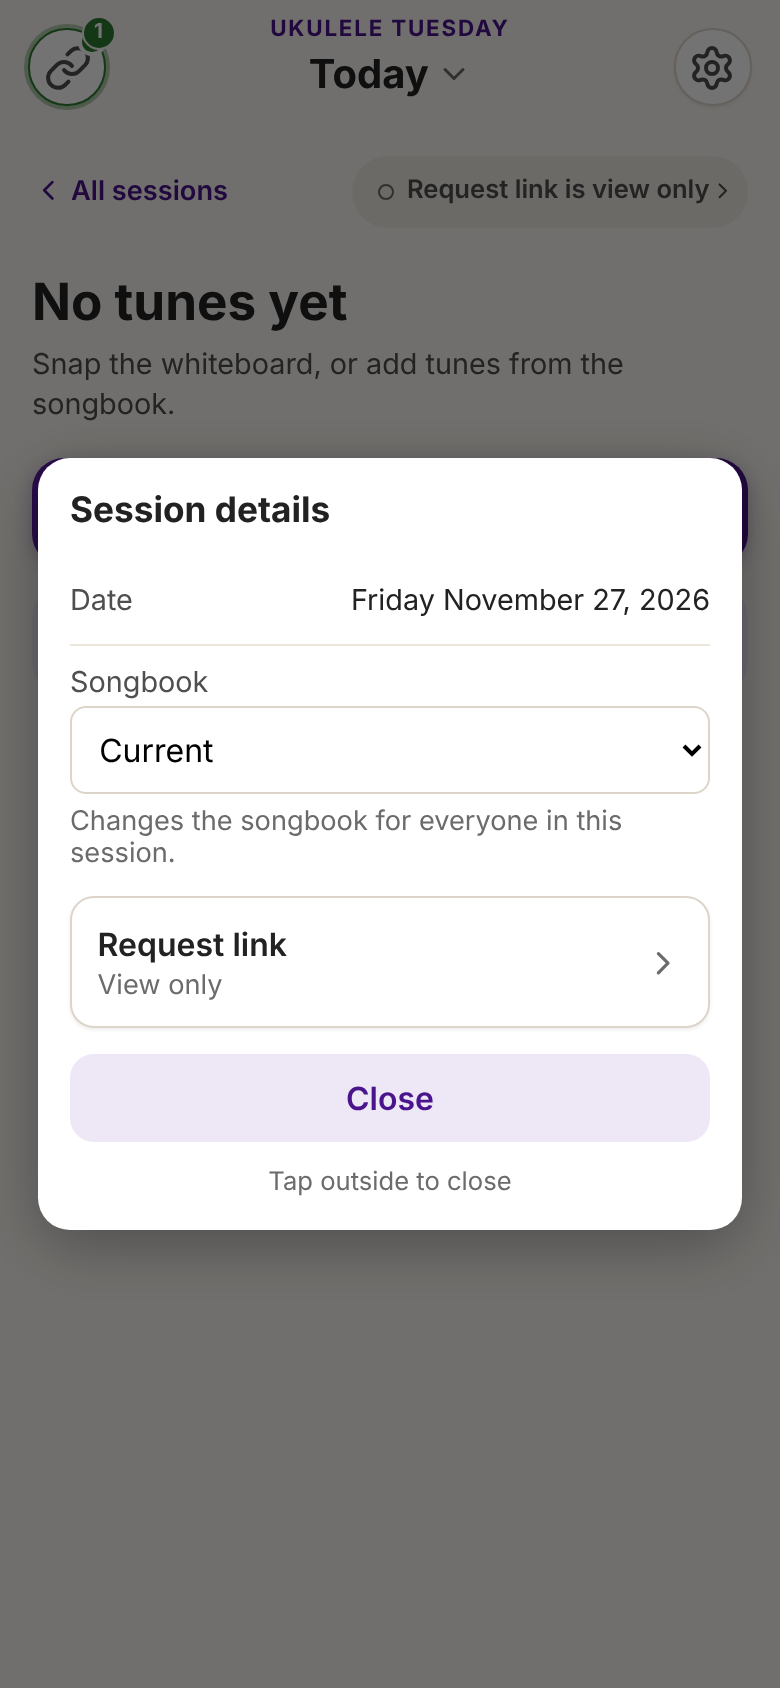 1
UKULELE TUESDAY
Today
All sessions
Request link is view only
No tunes yet
Snap the whiteboard, or add tunes from the
songbook.
Session details
Date Friday November 27, 2026
Songbook
Current
Changes the songbook for everyone in this
session.
Request link
View only
Close
Tap outside to close